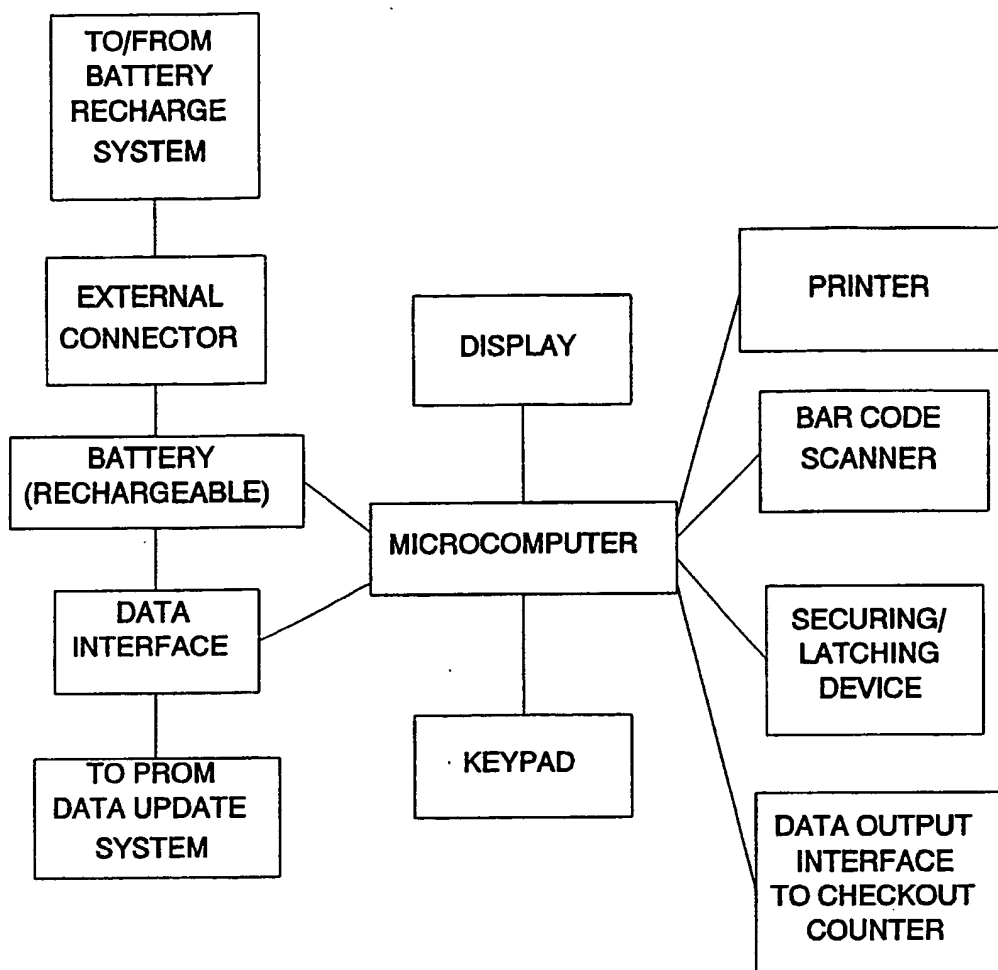 TO/FROM
BATTERY
RECHARGE
SYSTEM
EXTERNAL
CONNECTOR
BATTERY
(RECHARGEABLE)
DATA
INTERFACE
TO PROM
DATA UPDATE
SYSTEM
DISPLAY
MICROCOMPUTER
KEYPAD
PRINTER
BAR CODE
SCANNER
SECURING/
LATCHING
DEVICE
DATA OUTPUT
INTERFACE
TO CHECKOUT
COUNTER